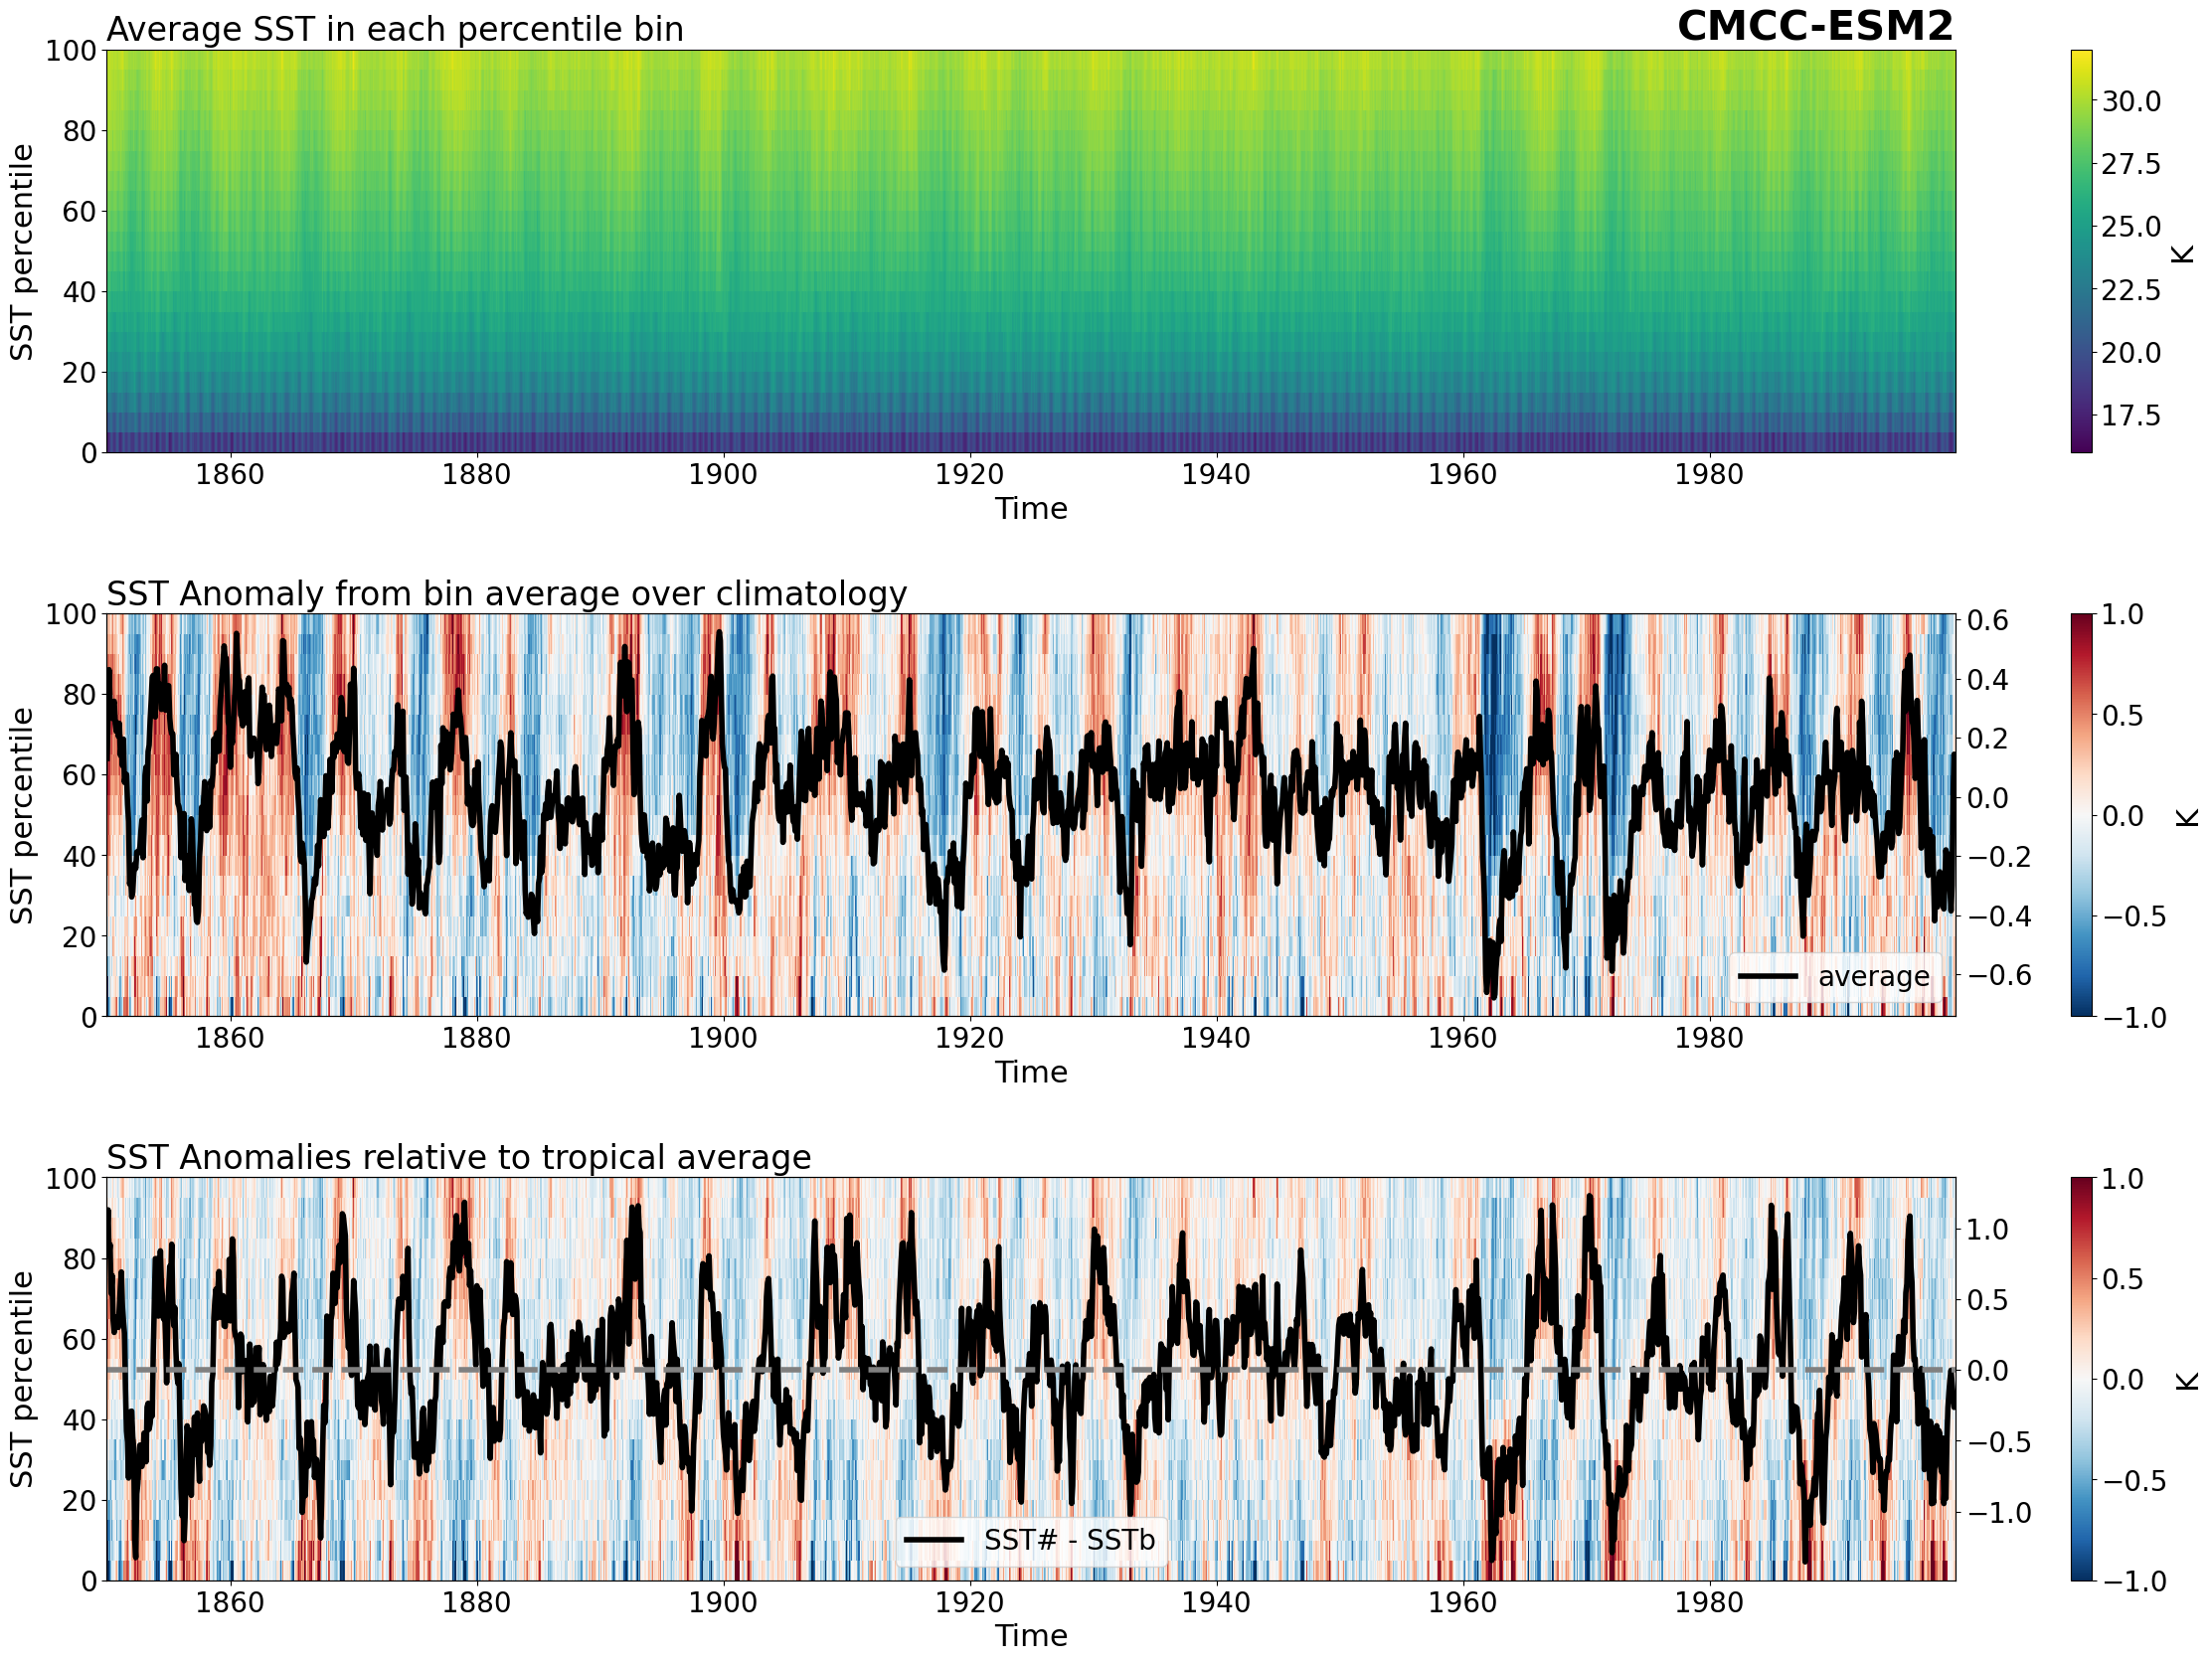 Average SST in each percentile bin
CMCC-ESM2
100
80
60
40
20
0
SST percentile
1860 1880 1900 1920 1940 1960 1980
Time
30.0
27.5
25.0
22.5
20.0
17.5
K
SST Anomaly from bin average over climatology
100
80
60
40
20
0
SST percentile
1860 1880 1900 1920 1940 1960 1980
Time
0.6
0.4
0.2
0.0
−0.2
−0.4
−0.6
average
1.0
0.5
0.0
−0.5
−1.0
K
SST Anomalies relative to tropical average
100
80
60
40
20
0
SST percentile
1860 1880 1900 1920 1940 1960 1980
Time
1.0
0.5
0.0
−0.5
−1.0
SST# - SSTb
1.0
0.5
0.0
−0.5
−1.0
K